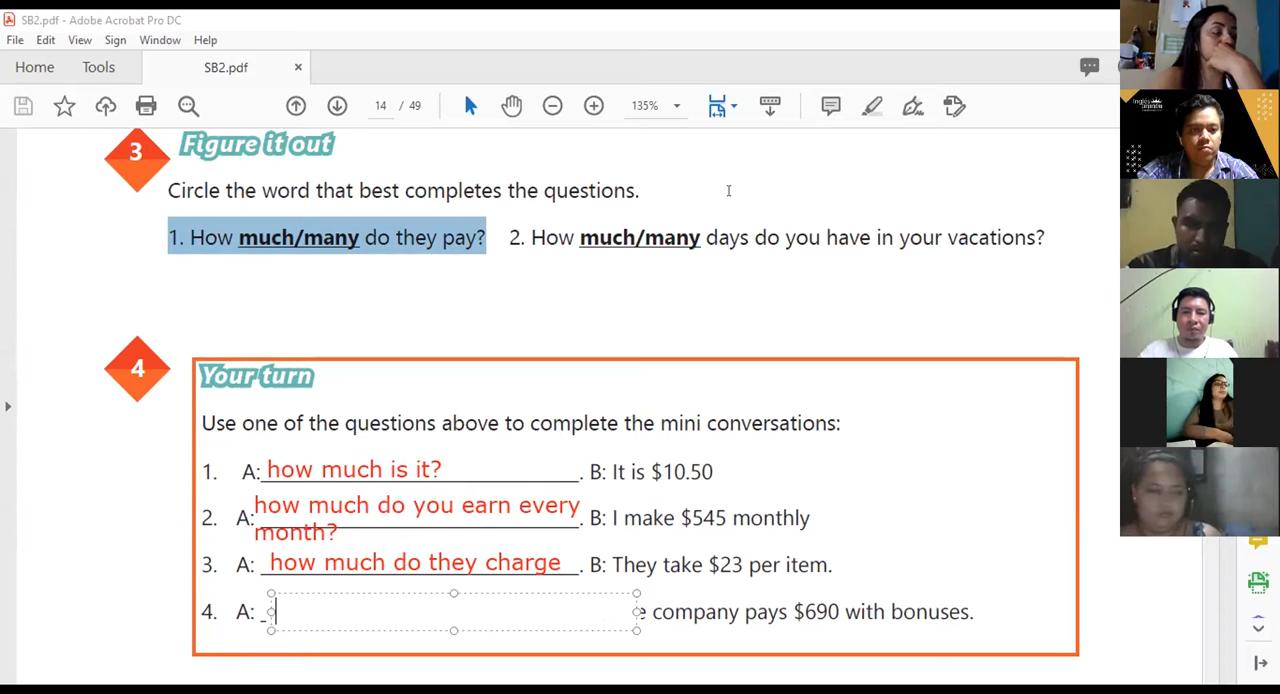 SB2.pdf - Adobe Acrobat Pro DC
File Edit View Sign Window Help
Home Tools SB2.pdf ×
14 / 49 135%
3 Figure it out
Circle the word that best completes the questions.
1. How much/many do they pay? 2. How much/many days do you have in your vacations?
4 Your turn
Use one of the questions above to complete the mini conversations:
1. A: how much is it? . B: It is $10.50
2. A: how much do you earn every month? . B: I make $545 monthly
3. A: how much do they charge . B: They take $23 per item.
4. A: _ e company pays $690 with bonuses.